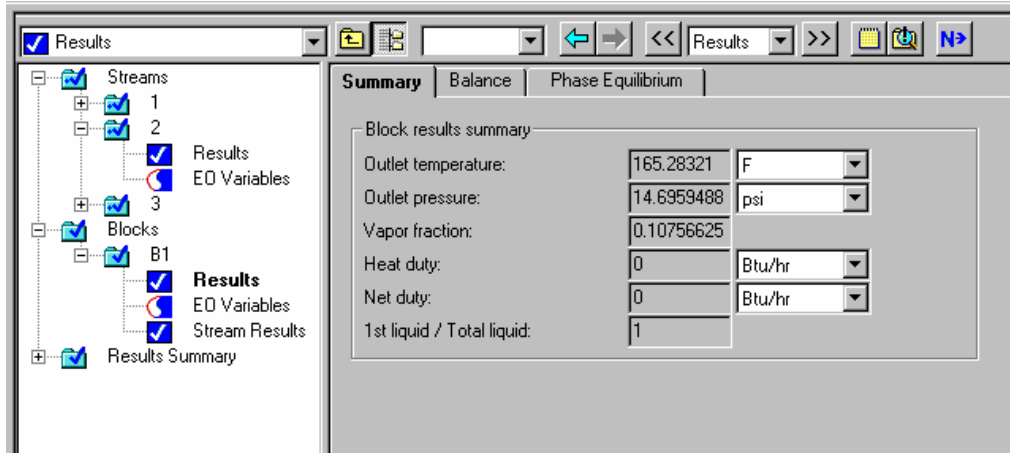 Results
<< Results >> N>
Streams
1
2
Results
EO Variables
3
Blocks
B1
Results
EO Variables
Stream Results
Results Summary
Summary Balance Phase Equilibrium
Block results summary
Outlet temperature: 165.28321 F
Outlet pressure: 14.6959488 psi
Vapor fraction: 0.10756625
Heat duty: 0 Btu/hr
Net duty: 0 Btu/hr
1st liquid / Total liquid: 1